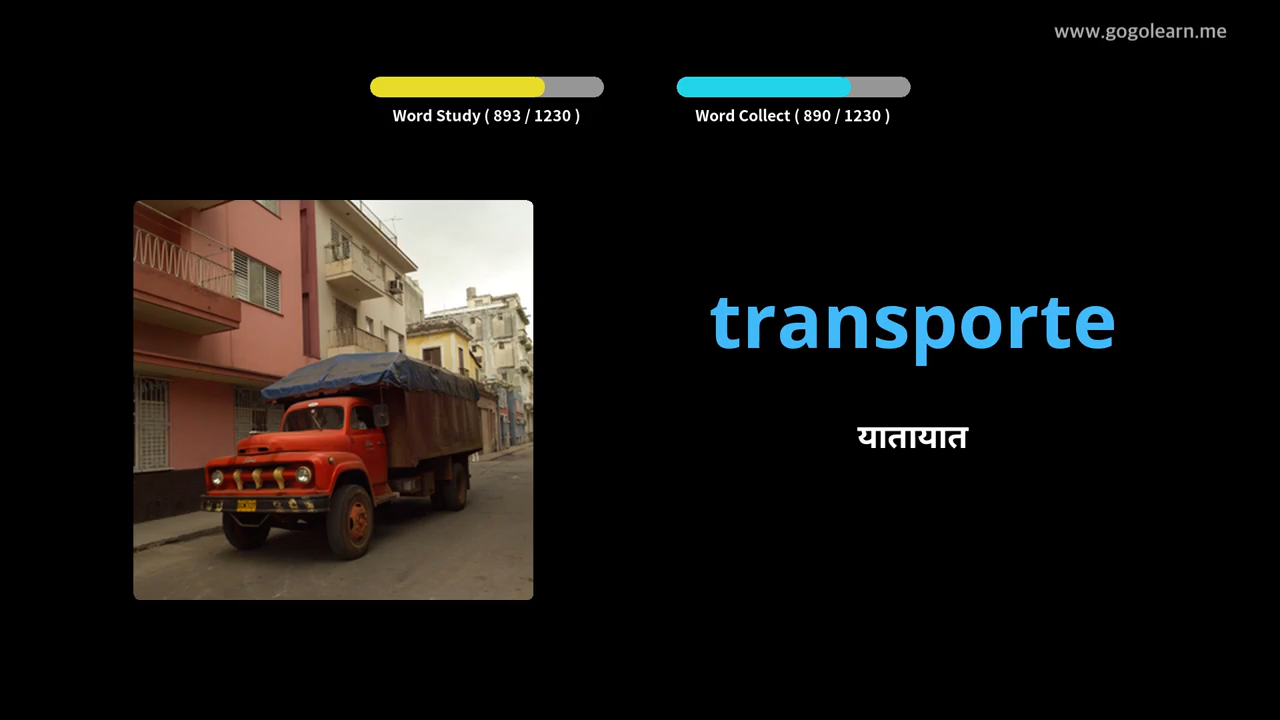 www.gogolearn.me
Word Study ( 893 / 1230 )
Word Collect ( 890 / 1230 )
transporte
यातायात